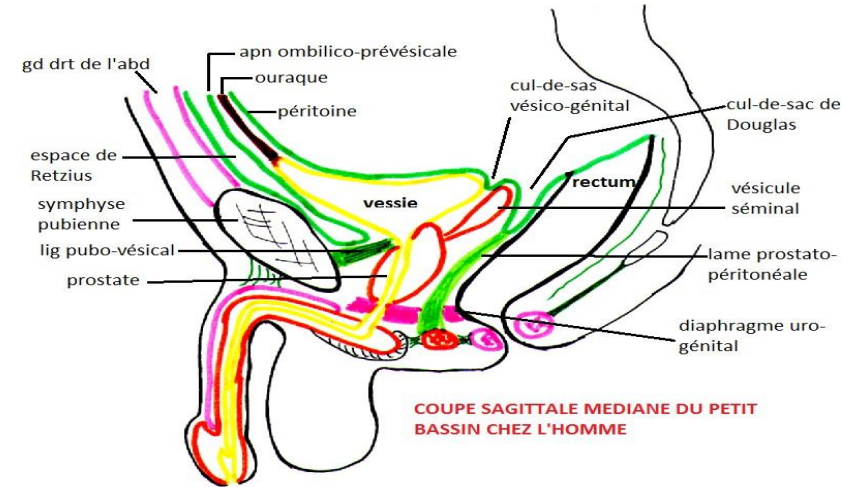 gd drt de l'abd
apn ombilico-prévésicale
ouraque
péritoine
cul-de-sas
vésico-génital
cul-de-sac de
Douglas
espace de
Retzius
symphyse
pubienne
lig pubo-vésical
prostate
vessie
rectum
vésicule
séminal
lame prostato-
péritonéale
diaphragme uro-
génital
COUPE SAGITTALE MEDIANE DU PETIT
BASSIN CHEZ L'HOMME